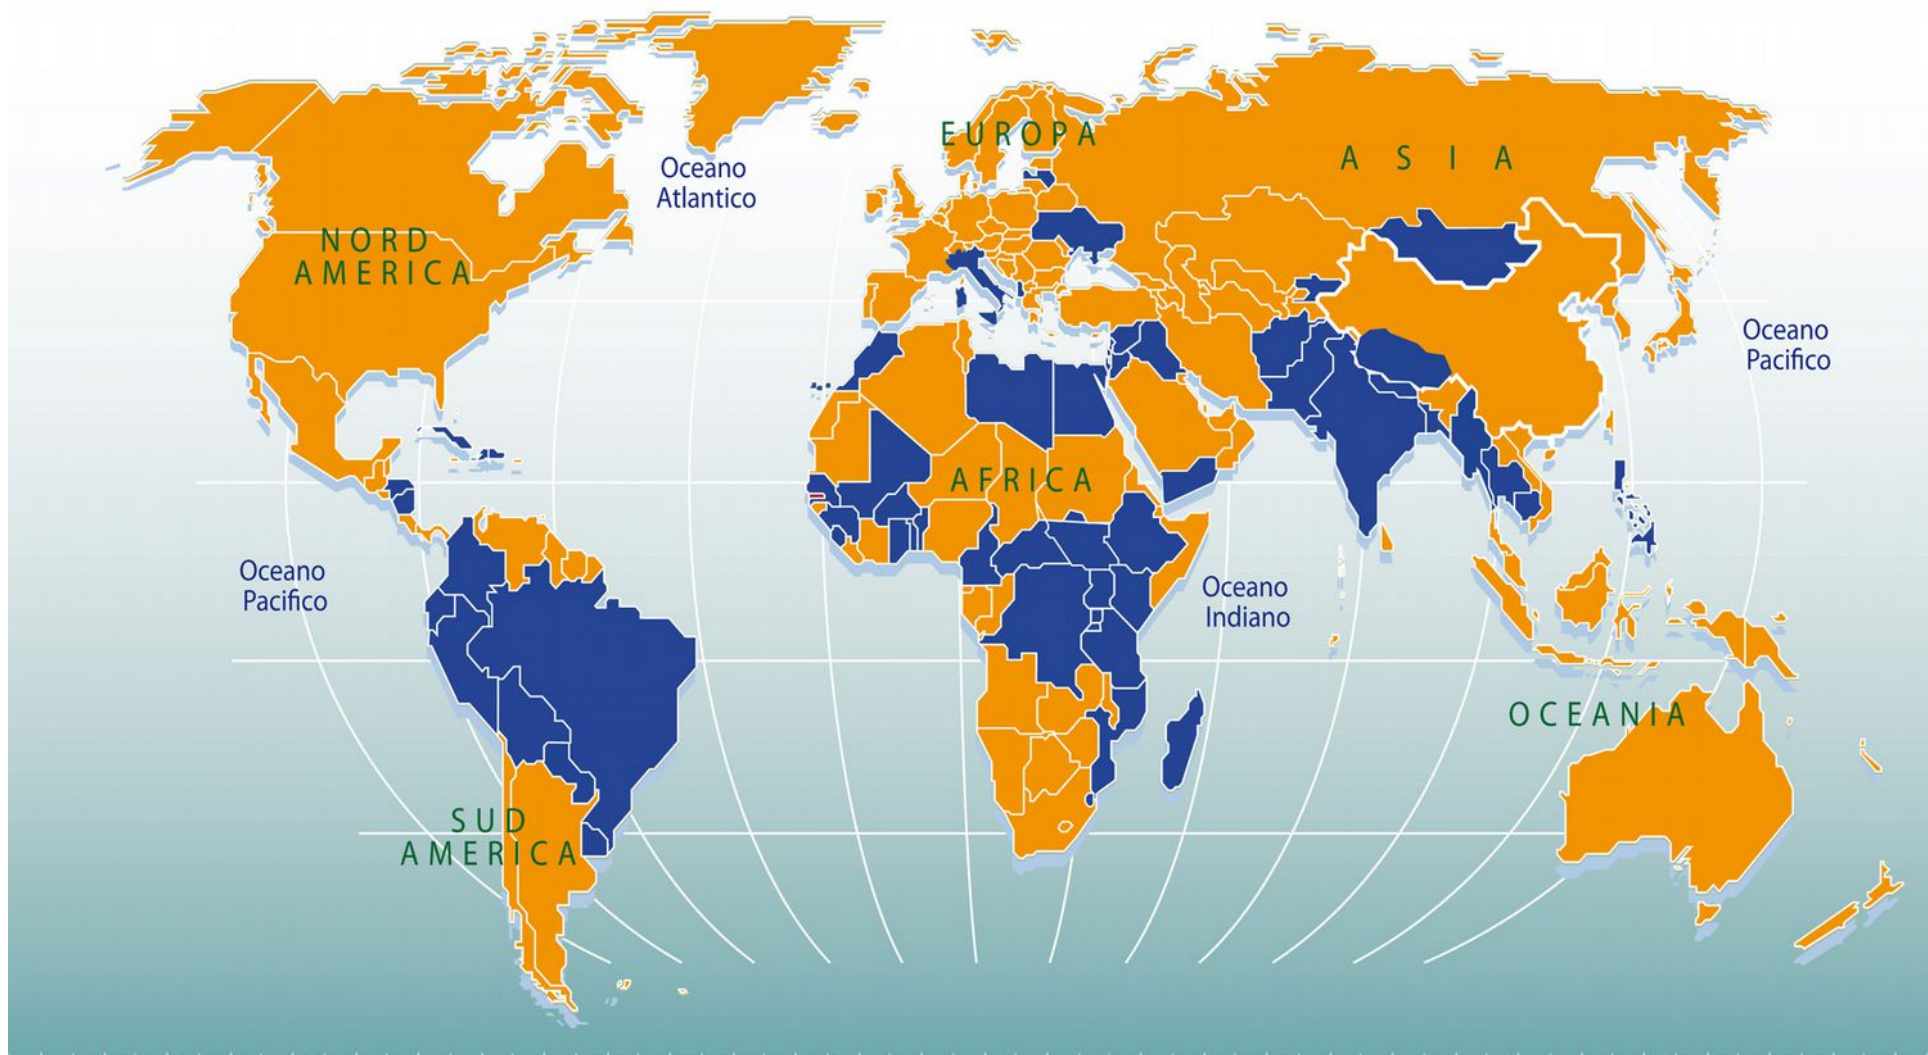 EUROPA
ASIA
Oceano
Atlantico
NORD
AMERICA
Oceano
Pacifico
AFRICA
Oceano
Pacifico
Oceano
Indiano
OCEANIA
SUD
AMERICA